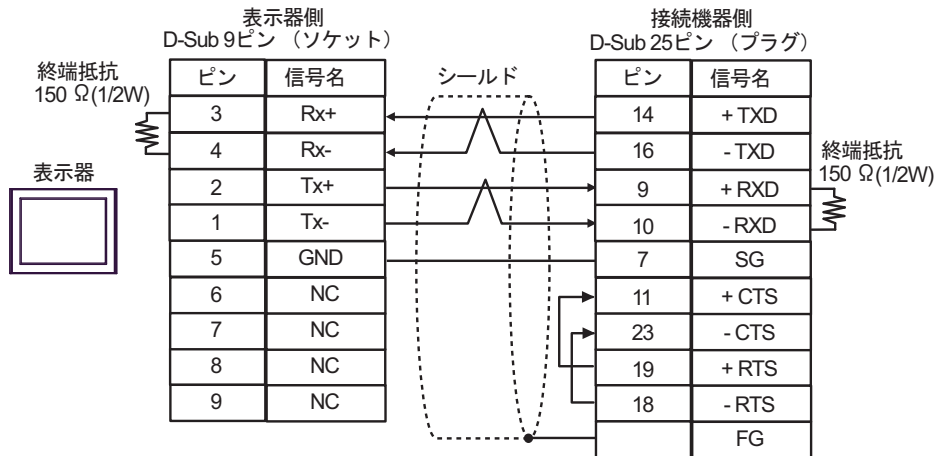 表示器側
D-Sub 9ピン （ソケット）
接続機器側
D-Sub 25ピン （プラグ）
終端抵抗
150 Ω(1/2W)
シールド
ピン 信号名
3 Rx+
4 Rx-
2 Tx+
1 Tx-
5 GND
6 NC
7 NC
8 NC
9 NC
表示器
ピン 信号名
14 + TXD
16 - TXD
9 + RXD
10 - RXD
7 SG
11 + CTS
23 - CTS
19 + RTS
18 - RTS
FG
終端抵抗
150 Ω(1/2W)